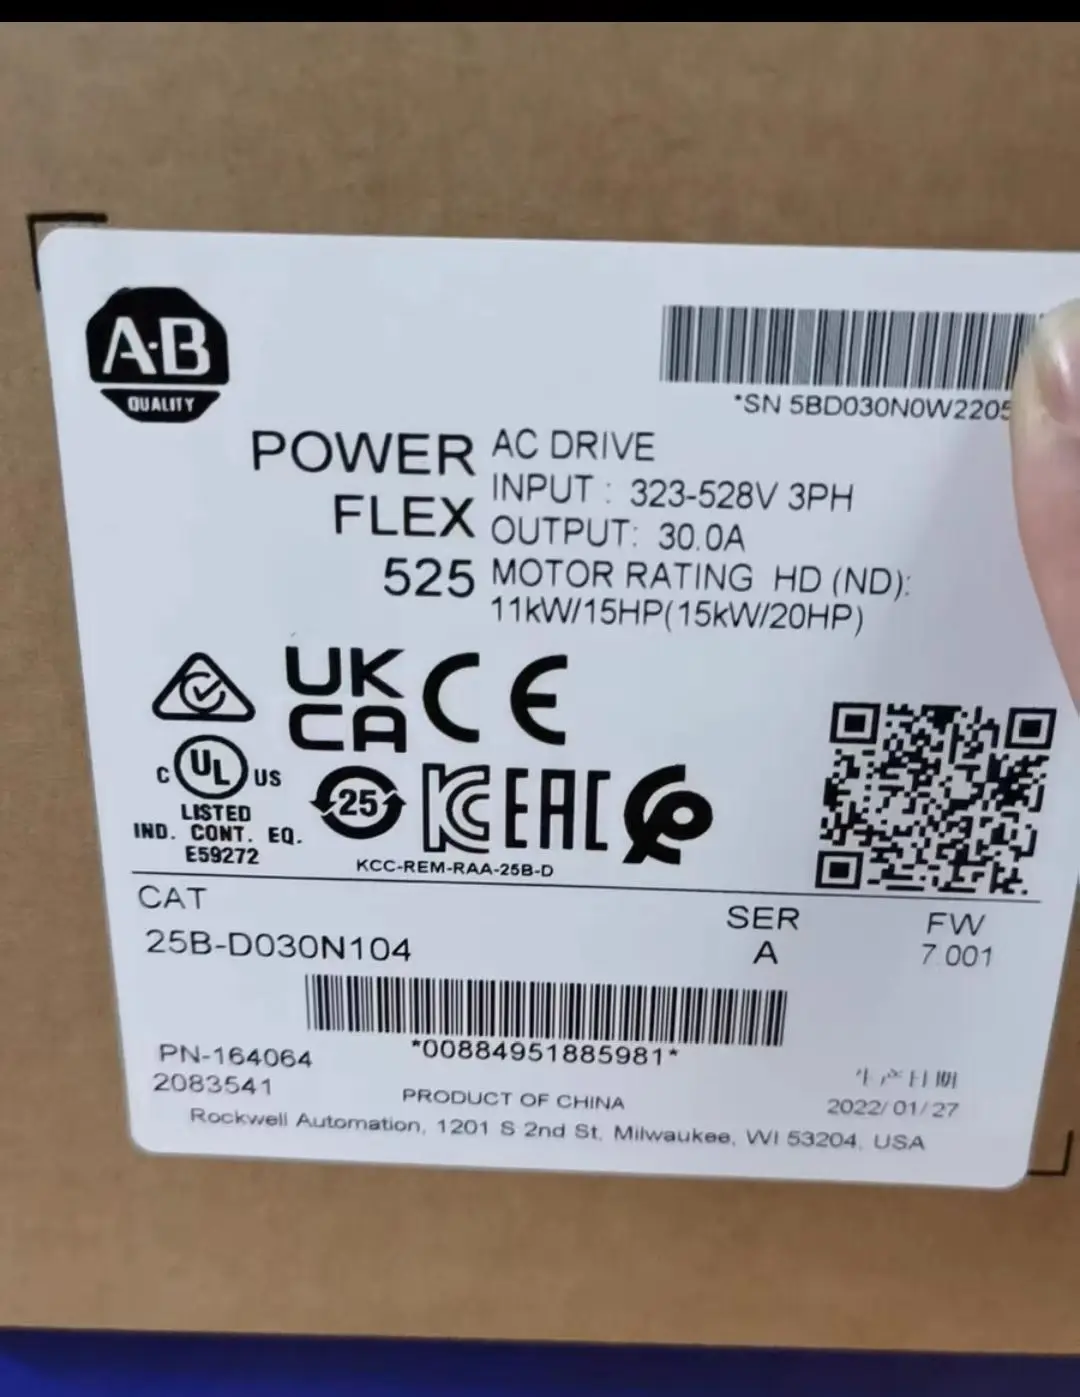 A·B
QUALITY
*SN 5BD030N0W2205
POWER
FLEX
525
AC DRIVE
INPUT : 323-528V 3PH
OUTPUT: 30.0A
MOTOR RATING HD (ND):
11kW/15HP(15kW/20HP)
UK
CA
CE
C UL US
LISTED
IND. CONT. EQ.
E59272
25
KC
EAC
KCC-REM-RAA-25B-D
CAT
25B-D030N104
SER
A
FW
7.001
*00884951885981*
PN-164064
2083541
PRODUCT OF CHINA
生产日期
2022/01/27
Rockwell Automation, 1201 S 2nd St, Milwaukee, WI 53204, USA